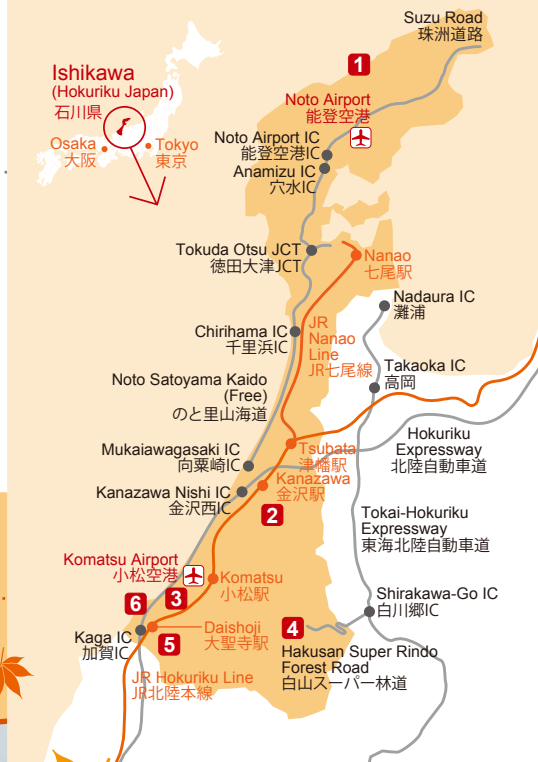 Suzu Road
珠洲道路
1
Ishikawa
(Hokuriku Japan)
石川県
Osaka
大阪
Tokyo
東京
Noto Airport
能登空港
Noto Airport IC
能登空港IC
Anamizu IC
穴水IC
Tokuda Otsu JCT
徳田大津JCT
Nanao
七尾駅
Nadaura IC
灘浦
Chirihama IC
千里浜IC
JR
Nanao
Line
JR七尾線
Takaoka IC
高岡
Noto Satoyama Kaido
(Free)
のと里山海道
Mukaiawagasaki IC
向粟崎IC
Tsubata
津幡駅
Hokuriku
Expressway
北陸自動車道
Kanazawa Nishi IC
金沢西IC
Kanazawa
金沢駅
2
Tokai-Hokuriku
Expressway
東海北陸自動車道
Komatsu Airport
小松空港
Komatsu
小松駅
6
3
Shirakawa-Go IC
白川郷IC
Kaga IC
加賀IC
5
Daishoji
大聖寺駅
4
Hakusan Super Rindo
Forest Road
白山スーパー林道
JR Hokuriku Line
JR北陸本線